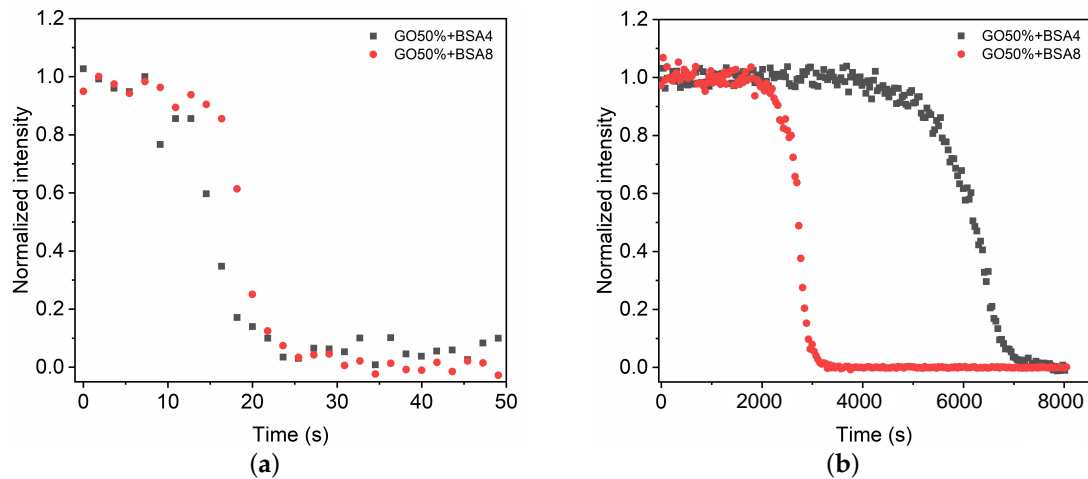 GO50%+BSA4
GO50%+BSA8
1.2
1.0
0.8
0.6
0.4
0.2
0.0
Normalized intensity
0 10 20 30 40 50
Time (s)
(a)
GO50%+BSA4
GO50%+BSA8
1.2
1.0
0.8
0.6
0.4
0.2
0.0
Normalized intensity
0 2000 4000 6000 8000
Time (s)
(b)